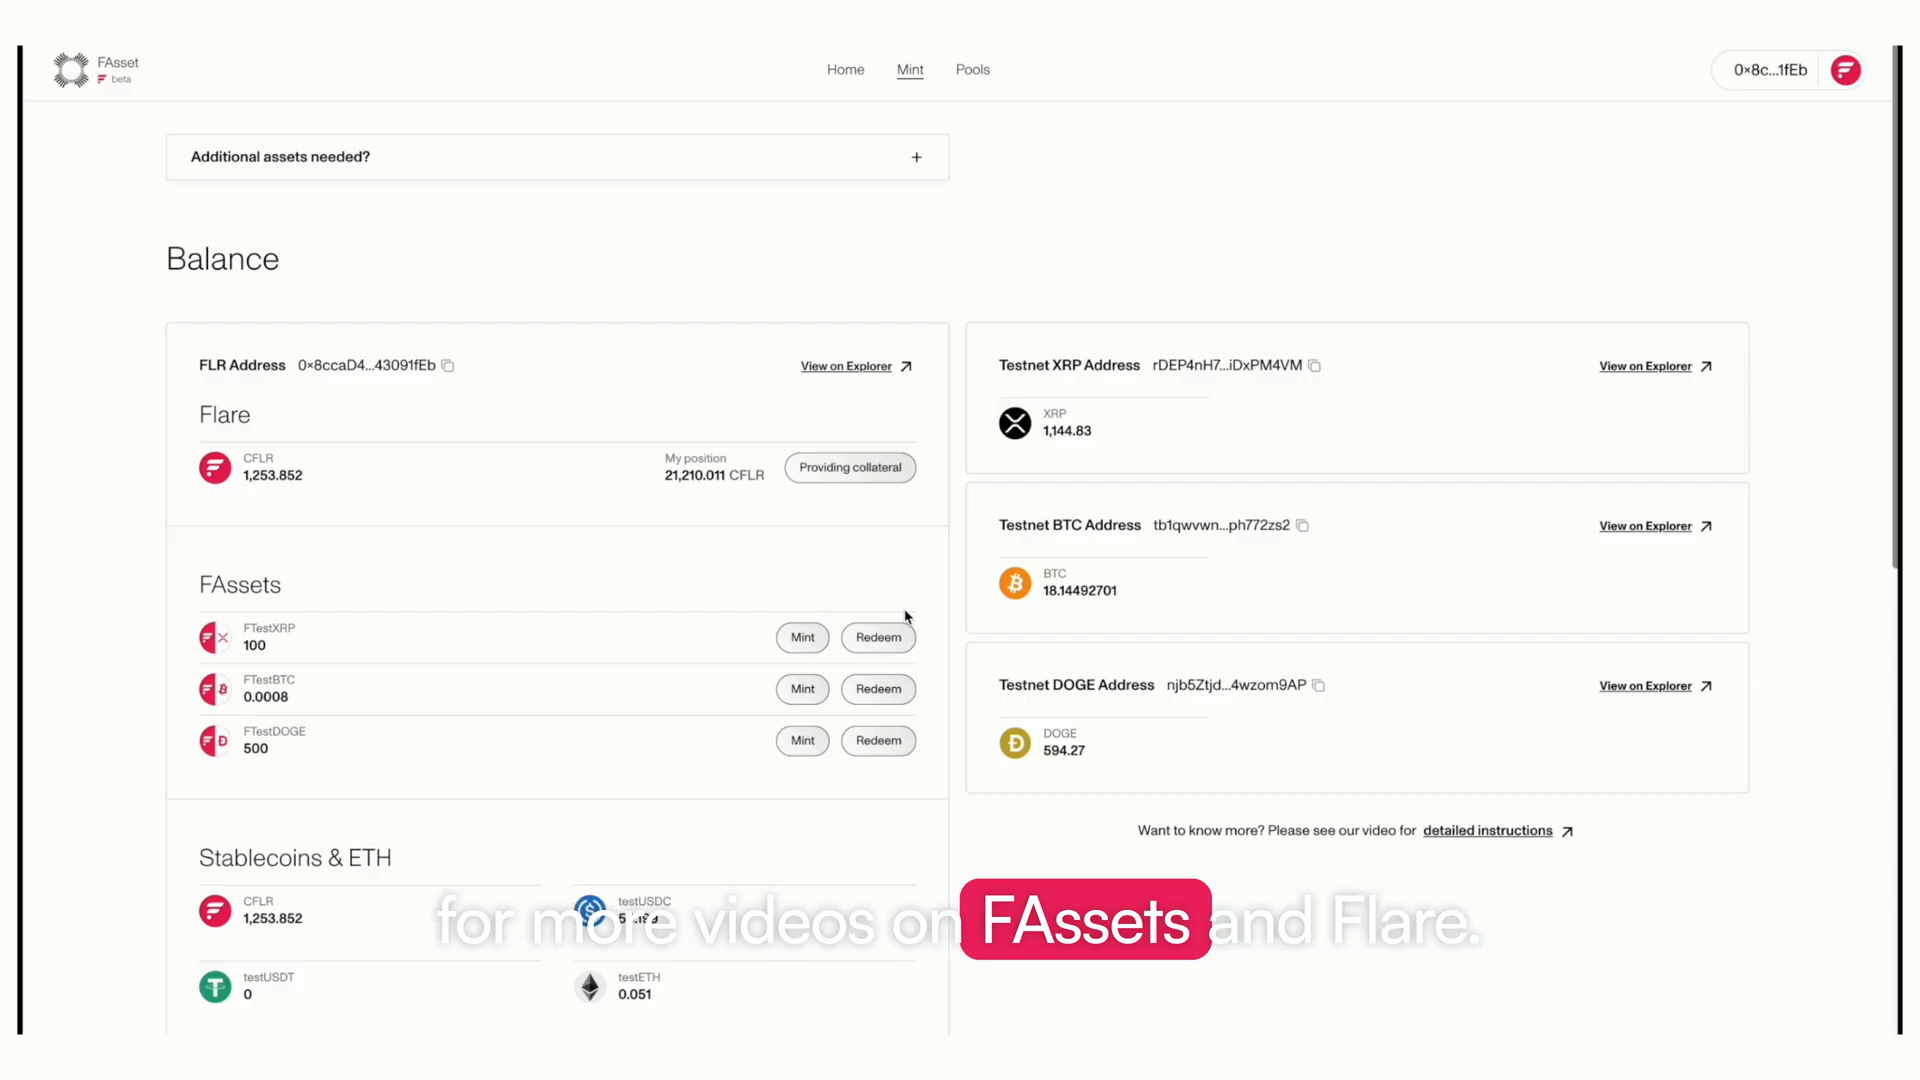 FAsset
beta
Home
Mint
Pools
0×8c...1fEb
Additional assets needed?
+
Balance
FLR Address 0×8ccaD4...43091fEb
View on Explorer
Flare
CFLR
1,253.852
My position
21,210.011 CFLR
Providing collateral
FAssets
FTestXRP
100
Mint
Redeem
FTestBTC
0.0008
Mint
Redeem
FTestDOGE
500
Mint
Redeem
Stablecoins & ETH
CFLR
1,253.852
testUSDC
testUSDT
0
testETH
0.051
Testnet XRP Address rDEP4nH7...iDxPM4VM
View on Explorer
XRP
1,144.83
Testnet BTC Address tb1qwvwn...ph772zs2
View on Explorer
BTC
18.14492701
Testnet DOGE Address njb5Ztjd...4wzom9AP
View on Explorer
DOGE
594.27
Want to know more? Please see our video for detailed instructions
for more videos on FAssets and Flare.